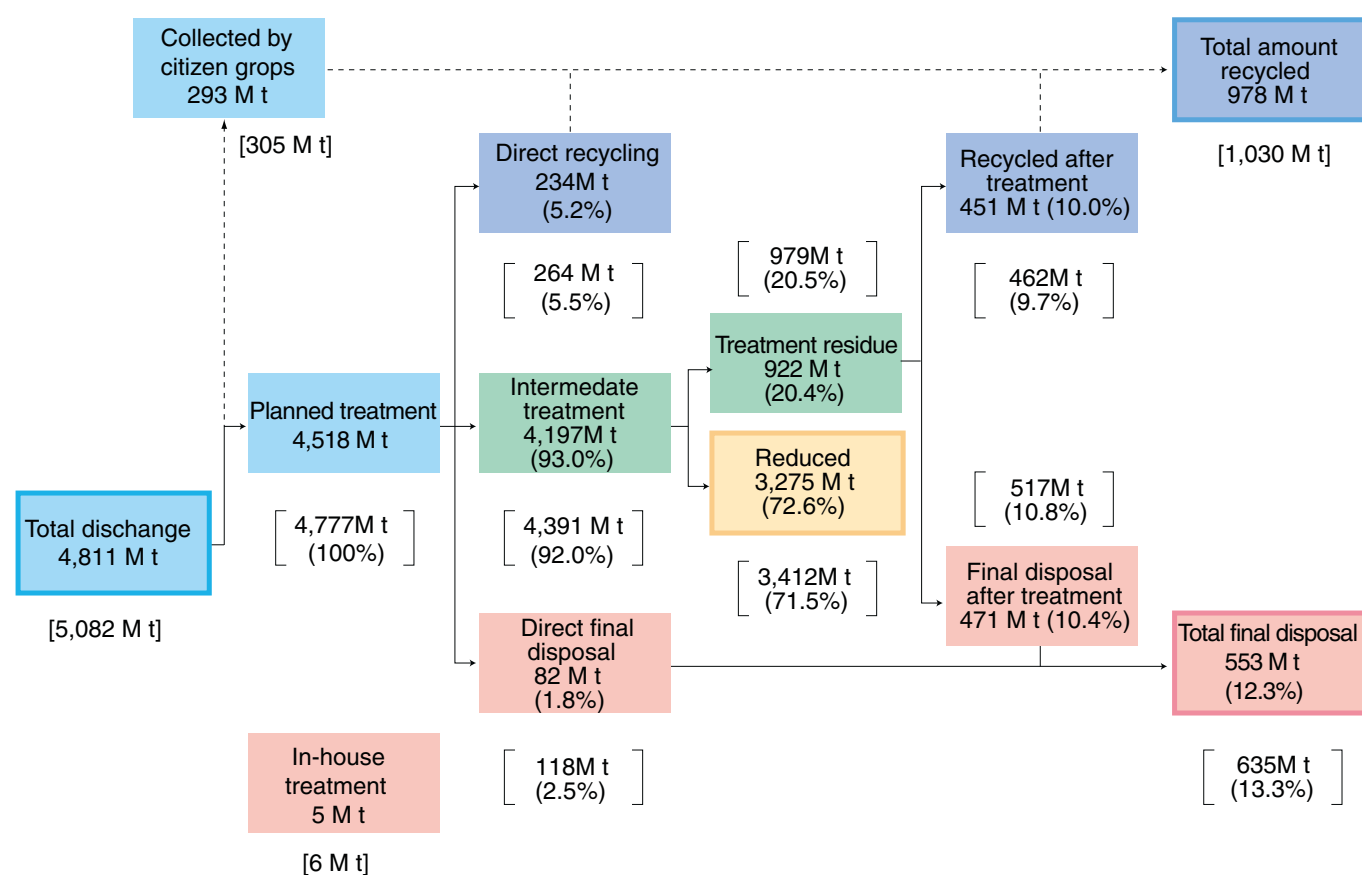 Collected by
citizen grops
293 M t
[305 M t]
Total amount
recycled
978 M t
[1,030 M t]
Direct recycling
234M t
(5.2%)
264 M t
(5.5%)
Recycled after
treatment
451 M t (10.0%)
462M t
(9.7%)
979M t
(20.5%)
Treatment residue
922 M t
(20.4%)
Planned treatment
4,518 M t
4,777M t
(100%)
Intermedate
treatment
4,197M t
(93.0%)
4,391 M t
(92.0%)
Reduced
3,275 M t
(72.6%)
3,412M t
(71.5%)
Total dischange
4,811 M t
[5,082 M t]
517M t
(10.8%)
Final disposal
after treatment
471 M t (10.4%)
Direct final
disposal
82 M t
(1.8%)
118M t
(2.5%)
Total final disposal
553 M t
(12.3%)
635M t
(13.3%)
In-house
treatment
5 M t
[6 M t]